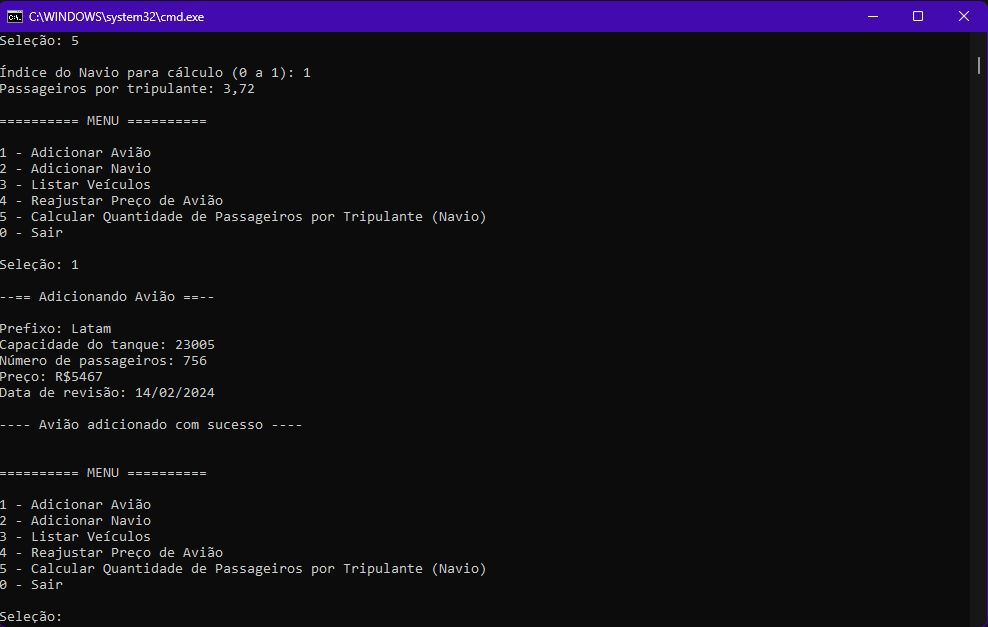 C:\WINDOWS\system32\cmd.exe
Seleção: 5
Índice do Navio para cálculo (0 a 1): 1
Passageiros por tripulante: 3,72
========== MENU ==========
1 - Adicionar Avião
2 - Adicionar Navio
3 - Listar Veículos
4 - Reajustar Preço de Avião
5 - Calcular Quantidade de Passageiros por Tripulante (Navio)
0 - Sair
Seleção: 1
--== Adicionando Avião ==--
Prefixo: Latam
Capacidade do tanque: 23005
Número de passageiros: 756
Preço: R$5467
Data de revisão: 14/02/2024
---- Avião adicionado com sucesso ----
========== MENU ==========
1 - Adicionar Avião
2 - Adicionar Navio
3 - Listar Veículos
4 - Reajustar Preço de Avião
5 - Calcular Quantidade de Passageiros por Tripulante (Navio)
0 - Sair
Seleção: